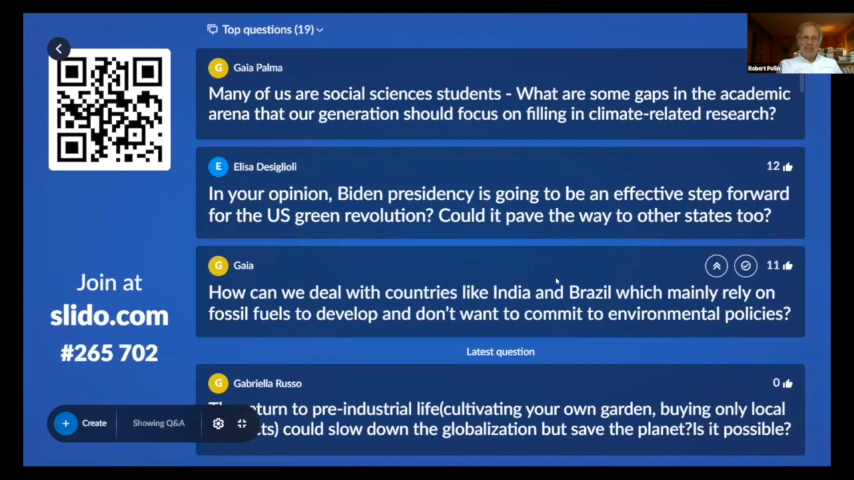 Top questions (19)
Robert Pollin
G Gaia Palma
Many of us are social sciences students - What are some gaps in the academic
arena that our generation should focus on filling in climate-related research?
E Elisa Desiglioli
12
In your opinion, Biden presidency is going to be an effective step forward
for the US green revolution? Could it pave the way to other states too?
G Gaia
11
How can we deal with countries like India and Brazil which mainly rely on
fossil fuels to develop and don't want to commit to environmental policies?
Latest question
G Gabriella Russo
0
return to pre-industrial life(cultivating your own garden, buying only local
could slow down the globalization but save the planet?Is it possible?
Join at
slido.com
#265 702
Create
Showing Q&A